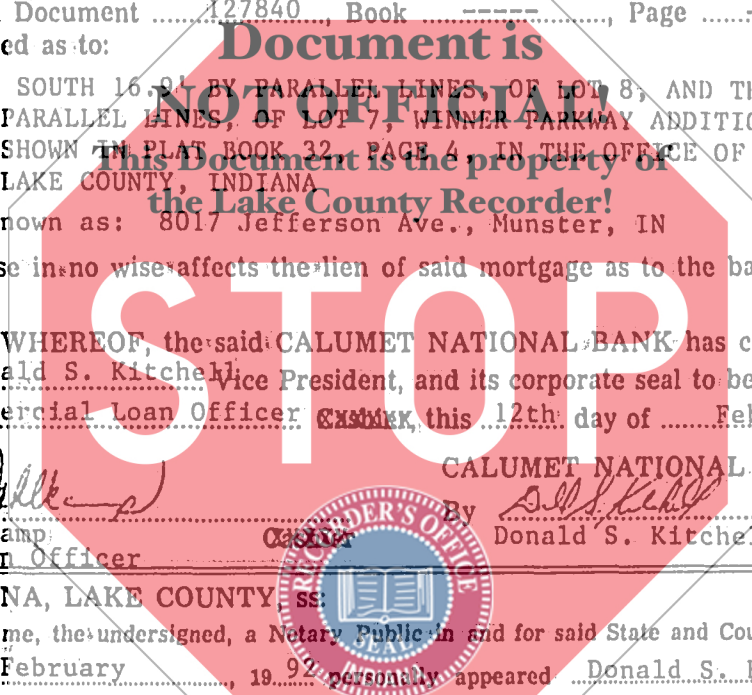 Document 127840, Book -----, Page
ed as to:
Document is
SOUTH 16.9' BY PARALLEL LINES, OF LOT 8, AND TH
NOT OFFICIAL!
PARALLEL LINES, OF LOT 7, WINNER PARKWAY ADDITIO
SHOWN IN PLAT BOOK 32, PAGE 4, IN THE OFFICE OF
This Document is the property of
LAKE COUNTY, INDIANA
the Lake County Recorder!
nown as: 8017 Jefferson Ave., Munster, IN
se in no wise affects the lien of said mortgage as to the ba
STOP
WHEREOF, the said CALUMET NATIONAL BANK has c
ald S. Kitchell Vice President, and its corporate seal to be
ercial Loan Officer Cashier, this 12th day of Feb
CALUMET NATIONAL
By
amp Cashier Donald S. Kitchel
n Officer
RECORDER'S OFFICE
SEAL
INDIANA
NA, LAKE COUNTY, ss:
me, the undersigned, a Notary Public in and for said State and Cou
February, 1992 personally appeared Donald S. K